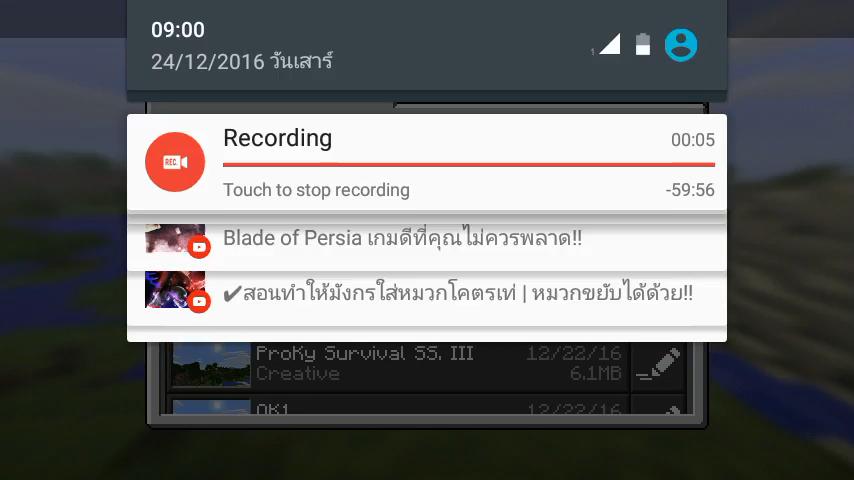 09:00
24/12/2016 วันเสาร์
1
REC.
Recording
00:05
Touch to stop recording
-59:56
Blade of Persia เกมดีที่คุณไม่ควรพลาด!!
✔สอนทำให้มังกรใส่หมวกโคตรเท่ | หมวกขยับได้ด้วย!!
ProKy Survival SS. III
12/22/16
Creative
6.1MB
OK1
12/22/16